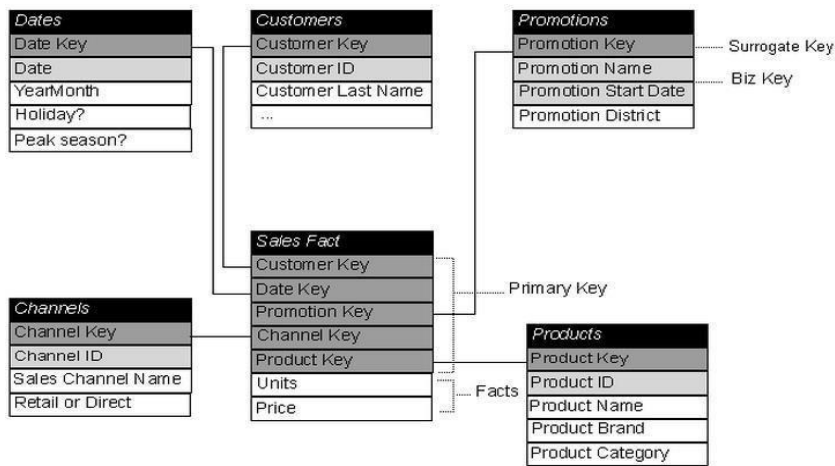 Dates
Date Key
Date
YearMonth
Holiday?
Peak season?
Customers
Customer Key
Customer ID
Customer Last Name
...
Promotions
Promotion Key
Promotion Name
Promotion Start Date
Promotion District
Surrogate Key
Biz Key
Sales Fact
Customer Key
Date Key
Promotion Key
Channel Key
Product Key
Units
Price
Primary Key
Facts
Channels
Channel Key
Channel ID
Sales Channel Name
Retail or Direct
Products
Product Key
Product ID
Product Name
Product Brand
Product Category